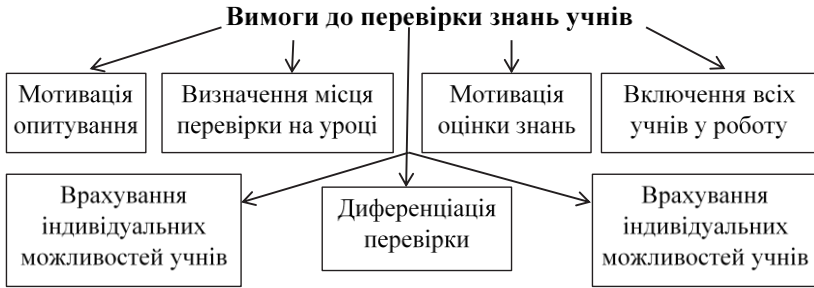 Вимоги до перевірки знань учнів
Мотивація
опитування
Визначення місця
перевірки на уроці
Мотивація
оцінки знань
Включення всіх
учнів у роботу
Врахування
індивідуальних
можливостей учнів
Диференціація
перевірки
Врахування
індивідуальних
можливостей учнів